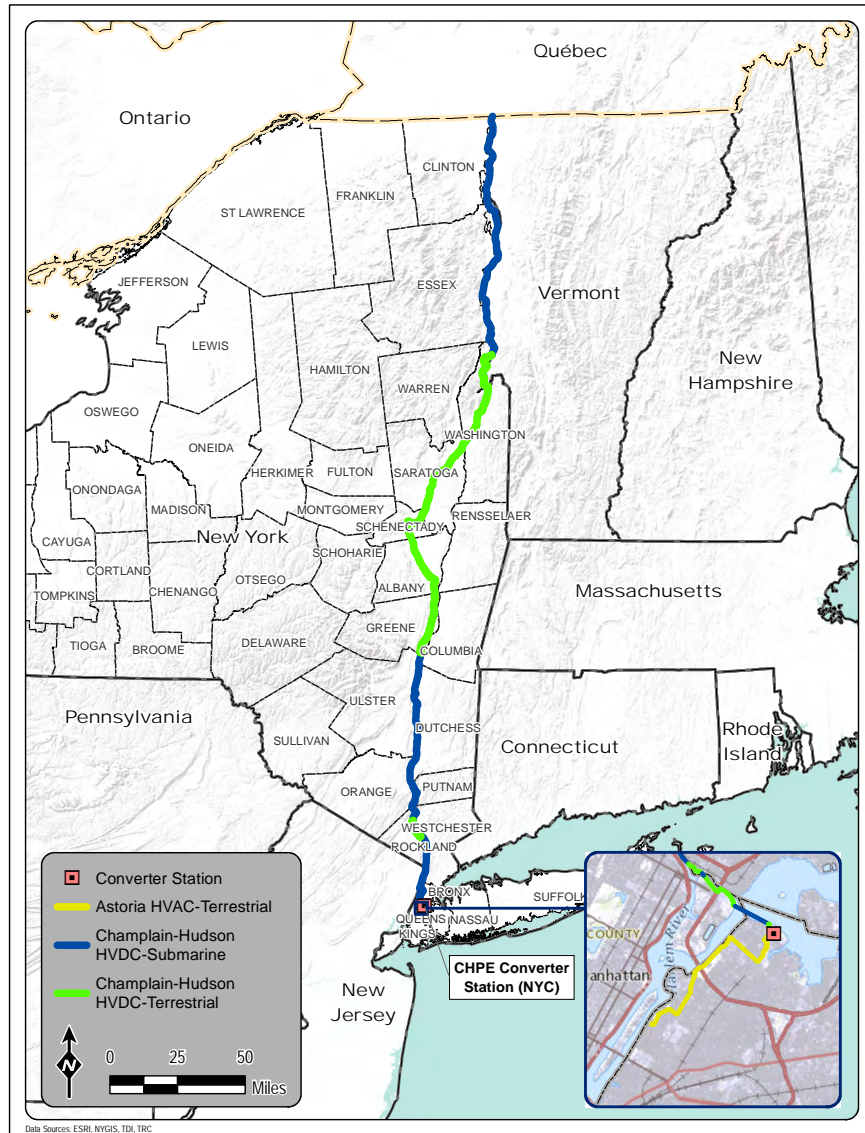 Québec
Ontario
CLINTON
FRANKLIN
ST LAWRENCE
ESSEX
JEFFERSON
Vermont
LEWIS
New
Hampshire
HAMILTON
WARREN
OSWEGO
WASHINGTON
ONEIDA
HERKIMER
FULTON
SARATOGA
ONONDAGA
MADISON
MONTGOMERY
RENSSELAER
SCHENECTADY
New York
CAYUGA
SCHOHARIE
CORTLAND
OTSEGO
ALBANY
Massachusetts
CHENANGO
TOMPKINS
GREENE
TIOGA
BROOME
DELAWARE
COLUMBIA
ULSTER
Pennsylvania
DUTCHESS
SULLIVAN
Connecticut
Rhode
Island
ORANGE
PUTNAM
WESTCHESTER
ROCKLAND
BRONX
SUFFOLK
QUEENS
NASSAU
KINGS
CHPE Converter
Station (NYC)
New
Jersey
Converter Station
Astoria HVAC-Terrestrial
Champlain-Hudson
HVDC-Submarine
Champlain-Hudson
HVDC-Terrestrial
N
0 25 50
Miles
COUNTY
anhattan
Harlem River
Data Sources: ESRI, NYGIS, TDI, TRC